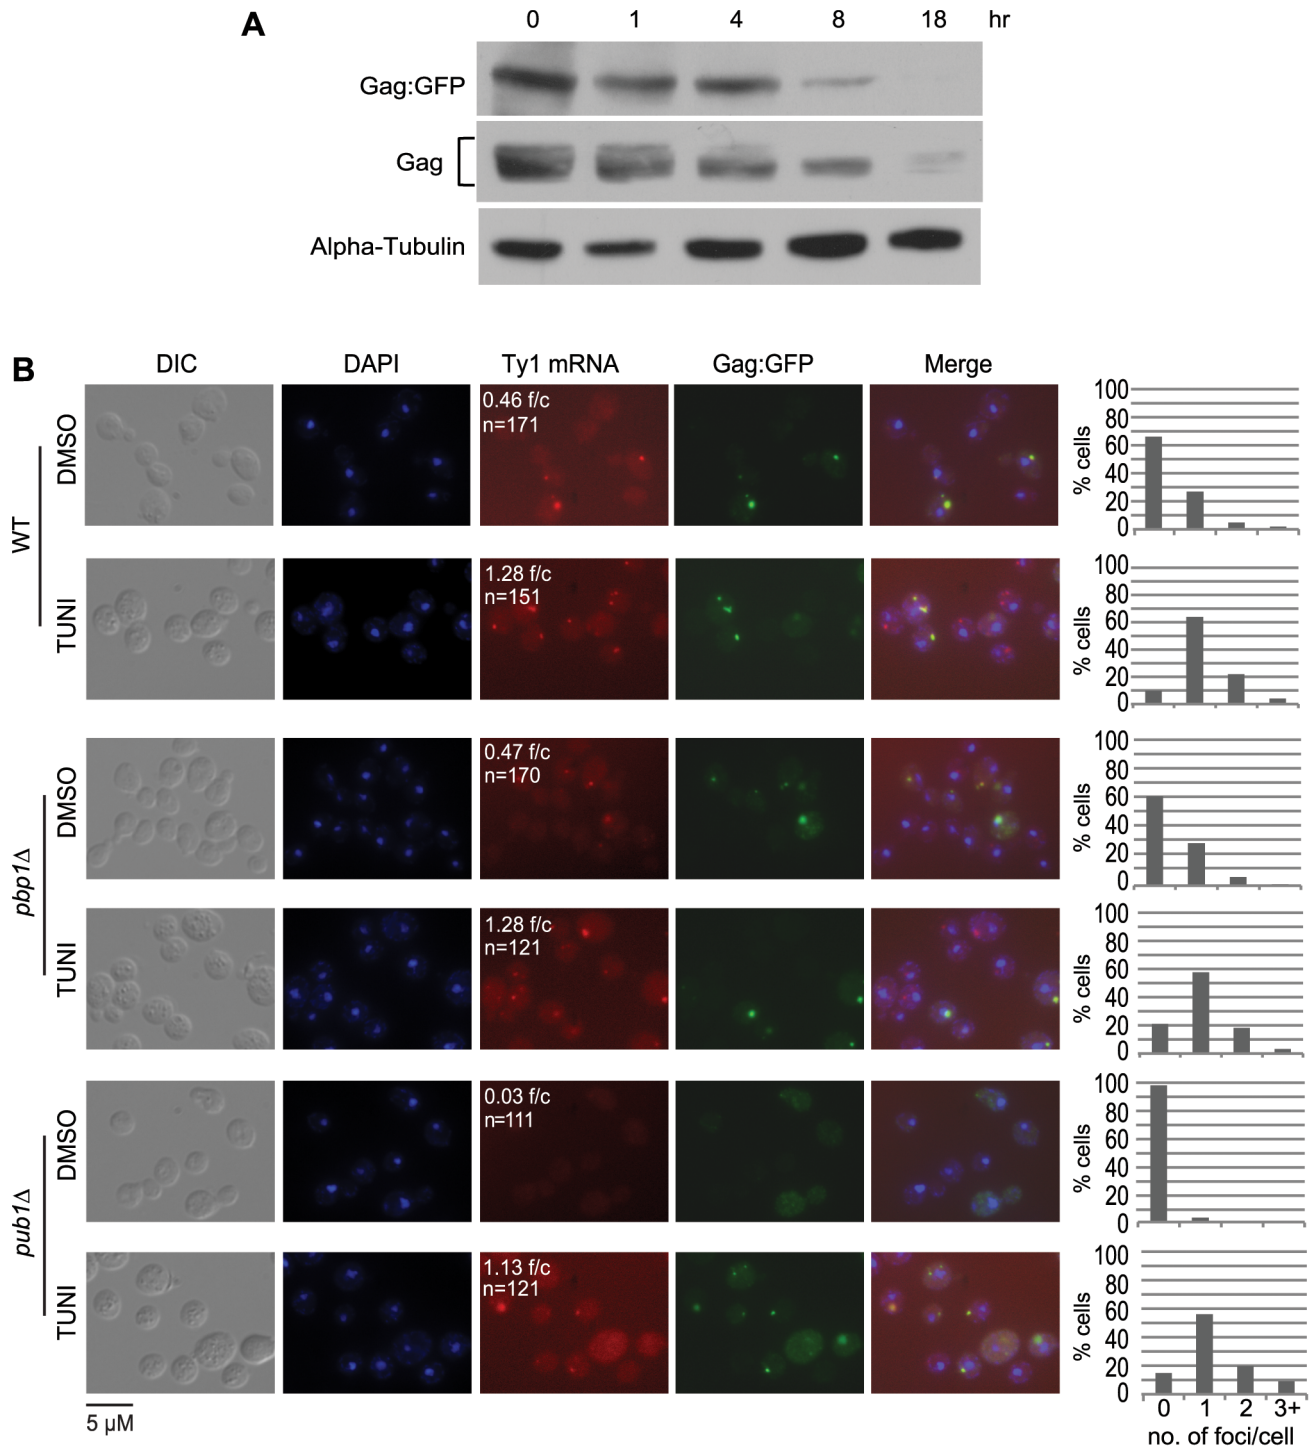 A
0 1 4 8 18 hr
Gag:GFP
Gag
Alpha-Tubulin
B
DIC DAPI Ty1 mRNA Gag:GFP Merge
WT
DMSO
0.46 f/c
n=171
% cells
100
80
60
40
20
0
TUNI
1.28 f/c
n=151
% cells
100
80
60
40
20
0
pbp1Δ
DMSO
0.47 f/c
n=170
% cells
100
80
60
40
20
0
TUNI
1.28 f/c
n=121
% cells
100
80
60
40
20
0
pub1Δ
DMSO
0.03 f/c
n=111
% cells
100
80
60
40
20
0
TUNI
1.13 f/c
n=121
% cells
100
80
60
40
20
0
0 1 2 3+
no. of foci/cell
5 µM